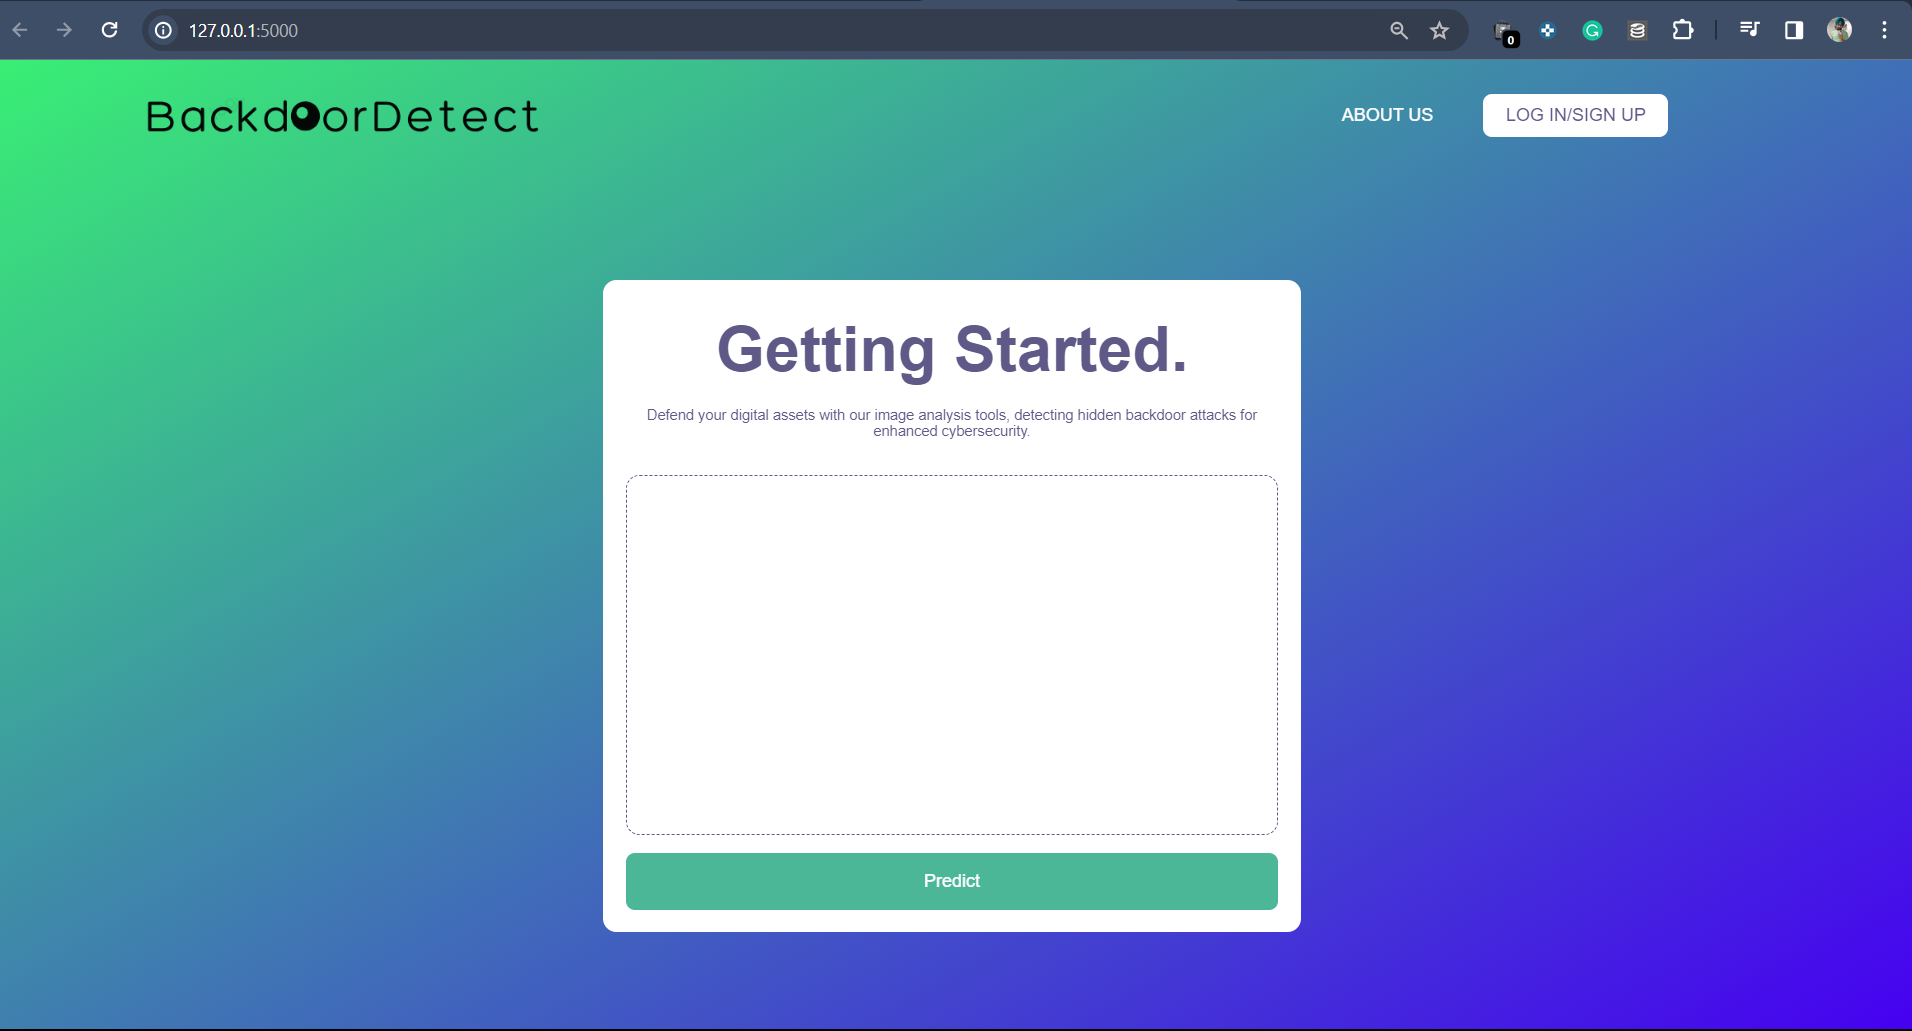 127.0.0.1:5000
0
BackdoorDetect
ABOUT US
LOG IN/SIGN UP
Getting Started.
Defend your digital assets with our image analysis tools, detecting hidden backdoor attacks for
enhanced cybersecurity.
Predict